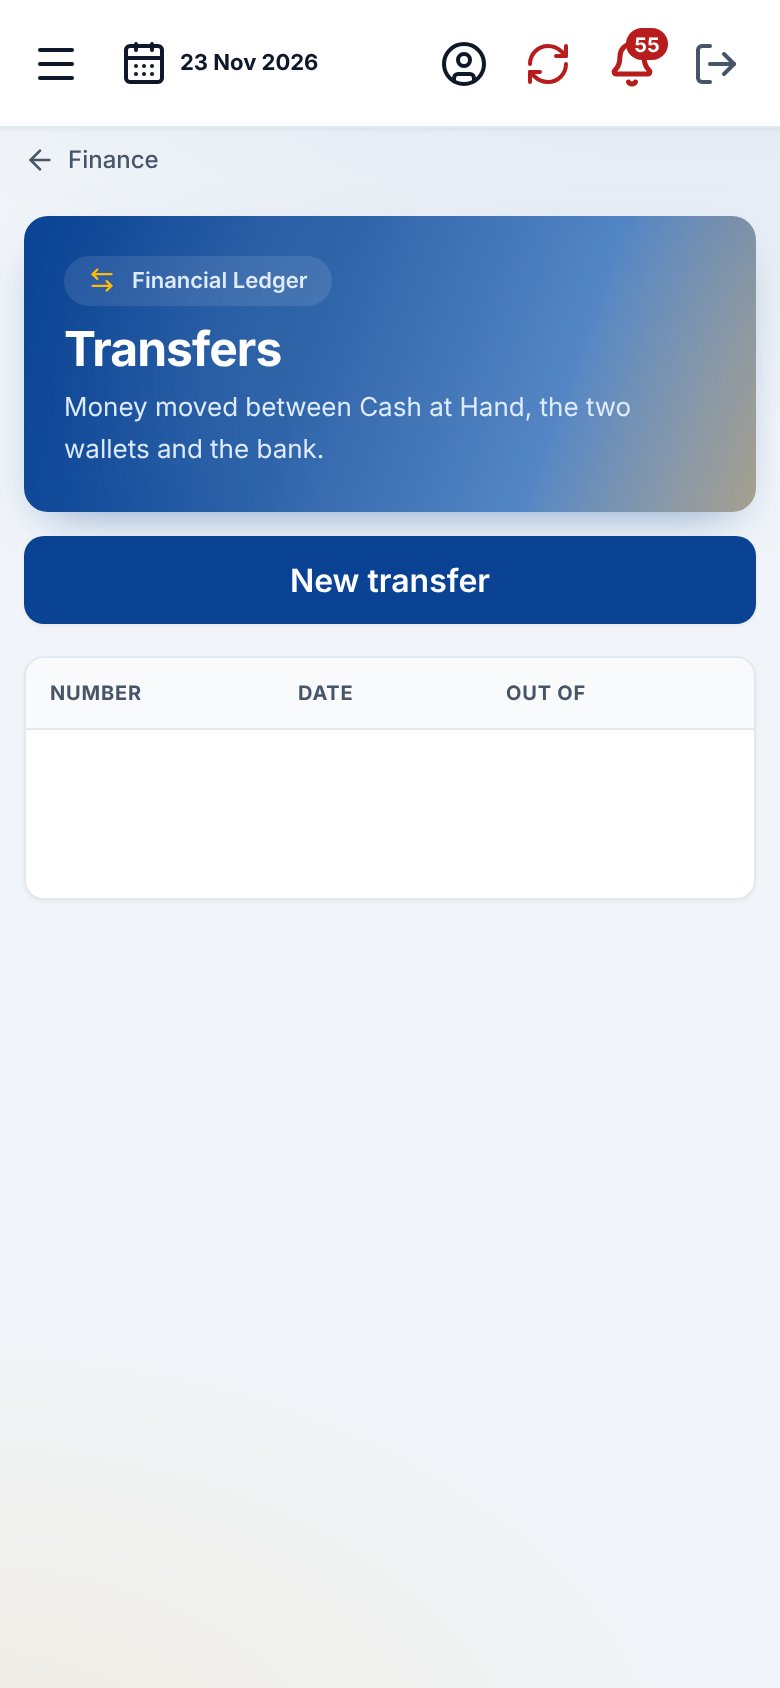 23 Nov 2026
55
Finance
Financial Ledger
Transfers
Money moved between Cash at Hand, the two
wallets and the bank.
New transfer
NUMBER DATE OUT OF